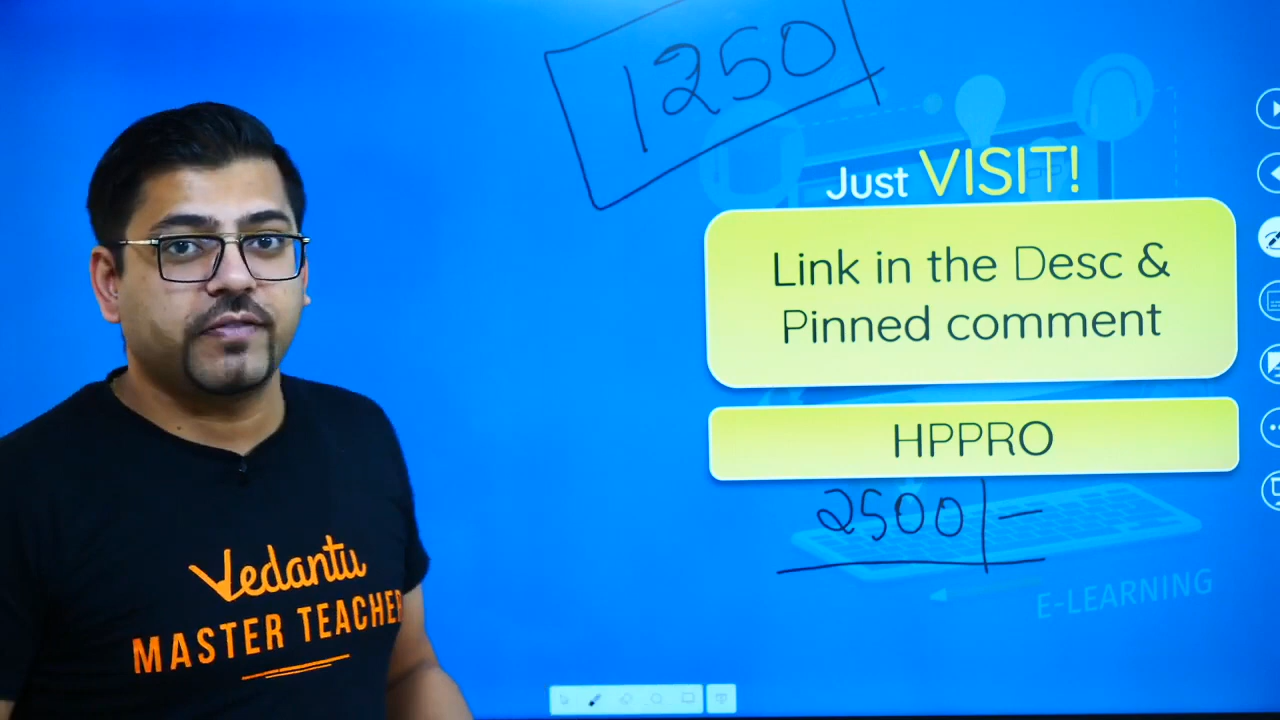 1250
Just VISIT!
Link in the Desc &
Pinned comment
HPPRO
2500/-
E-LEARNING
Vedantu
MASTER TEACHER